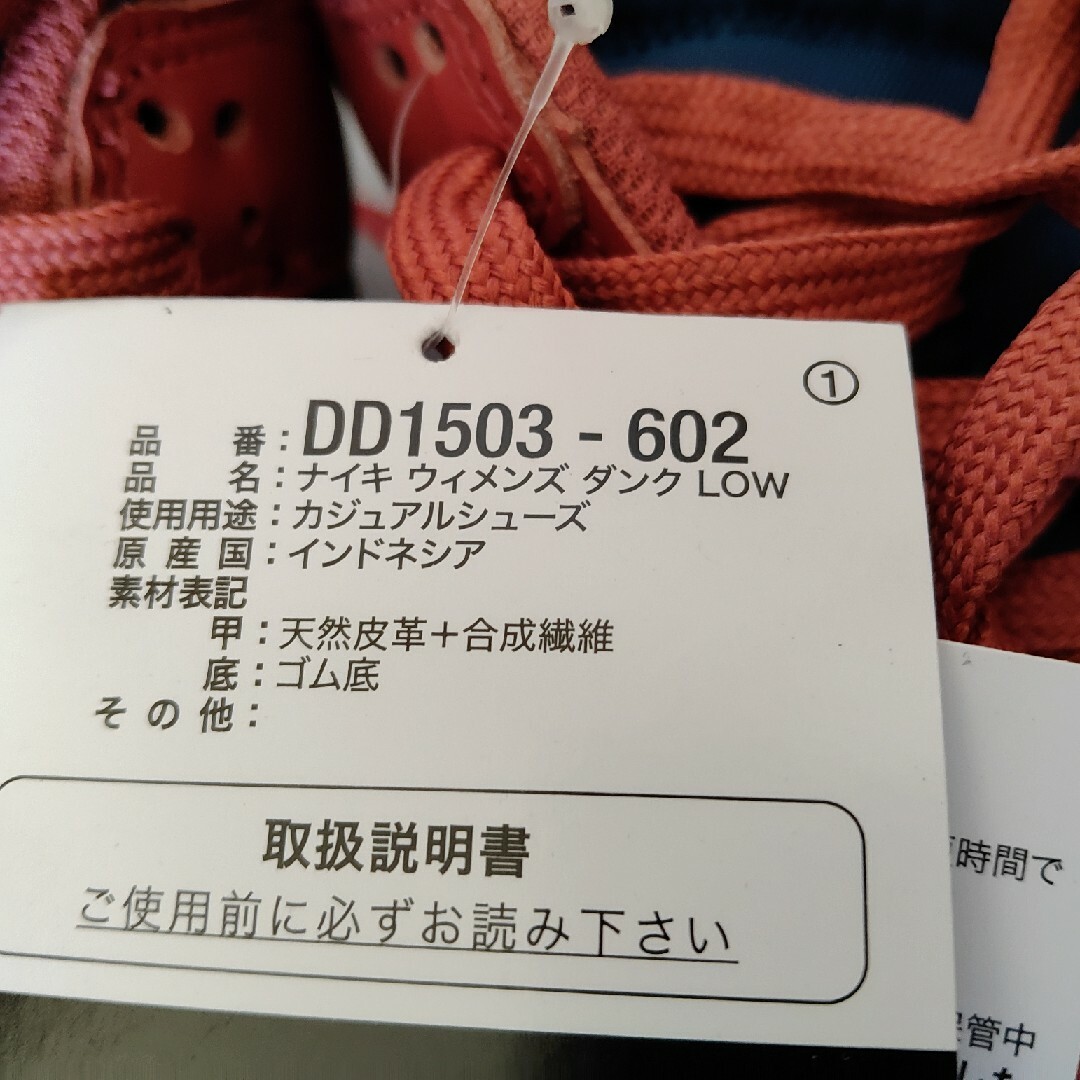 ①
品 番：DD1503 - 602
品 名：ナイキ ウィメンズ ダンク LOW
使用用途：カジュアルシューズ
原 産 国：インドネシア
素材表記
甲：天然皮革＋合成繊維
底：ゴム底
そ の 他：
取扱説明書
ご使用前に必ずお読み下さい
時間で
管中